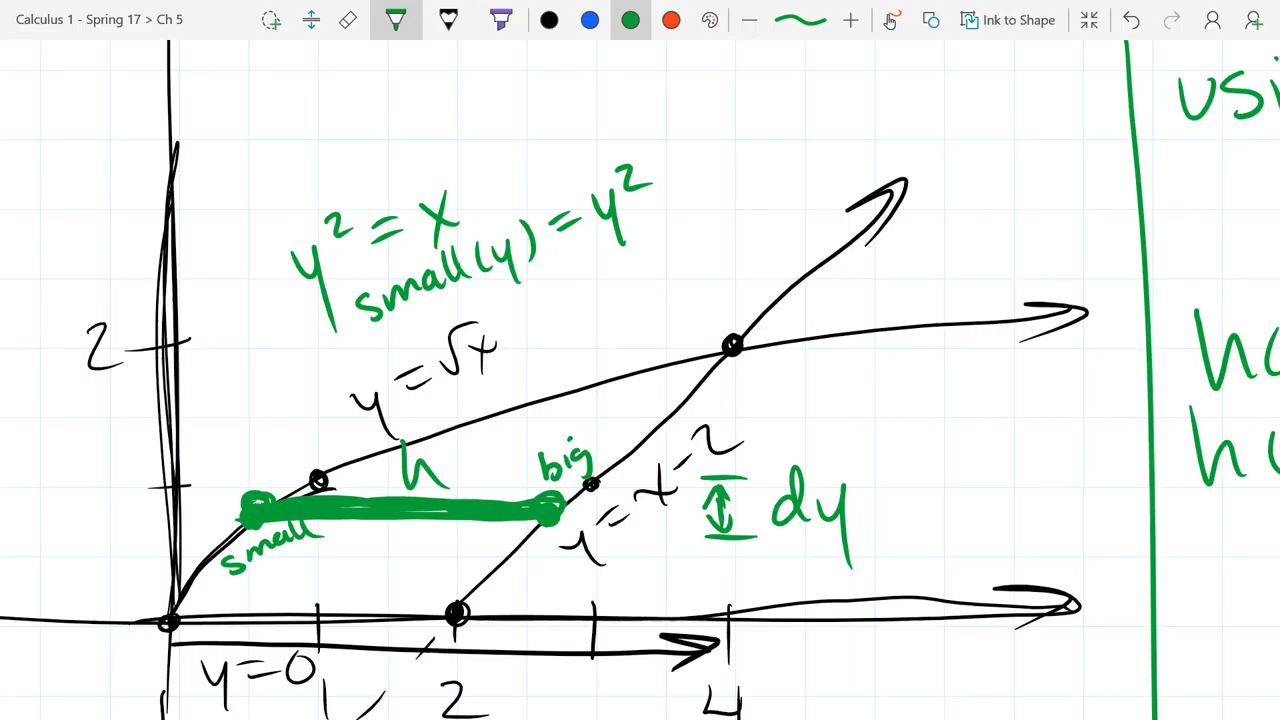 Calculus 1 - Spring 17 > Ch 5
Ink to Shape
usi
y² = x
small(y) = y²
2
y = √x
h
big
small
y = x - 2
dy
h
h
y = 0
1
2
4